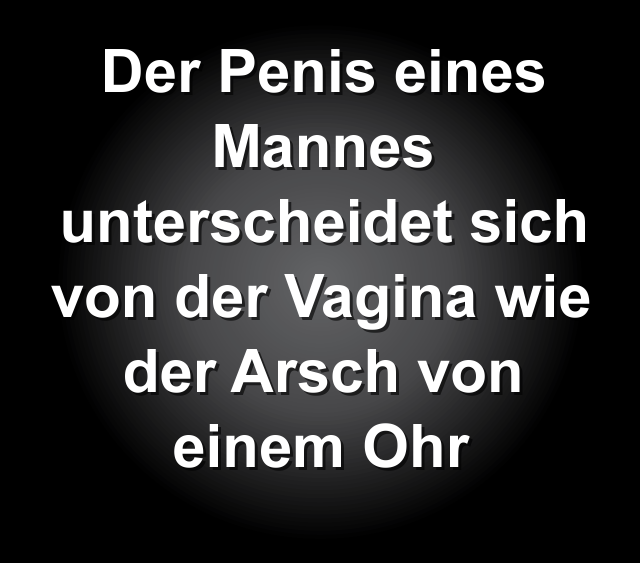 Der Penis eines
Mannes
unterscheidet sich
von der Vagina wie
der Arsch von
einem Ohr